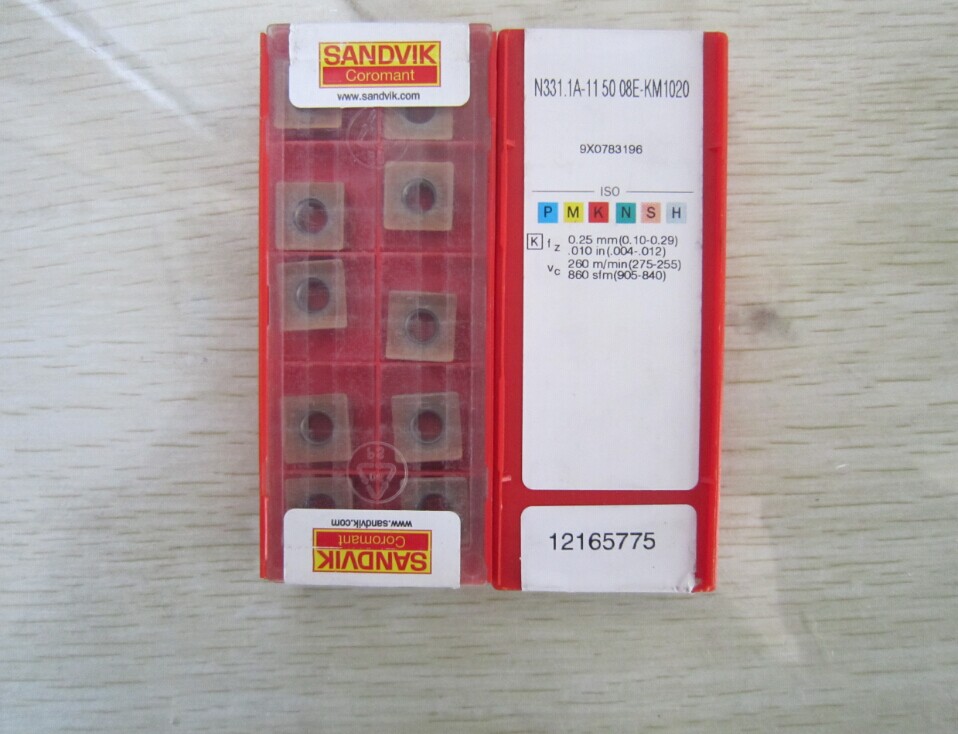 SANDVIK
Coromant
www.sandvik.com
PS
www.sandvik.com
Coromant
SANDVIK
N331.1A-11 50 08E-KM1020
9X0783196
ISO
P M K N S H
K fz 0.25 mm(0.10-0.29)
.010 in(.004-.012)
vc 260 m/min(275-255)
860 sfm(905-840)
12165775